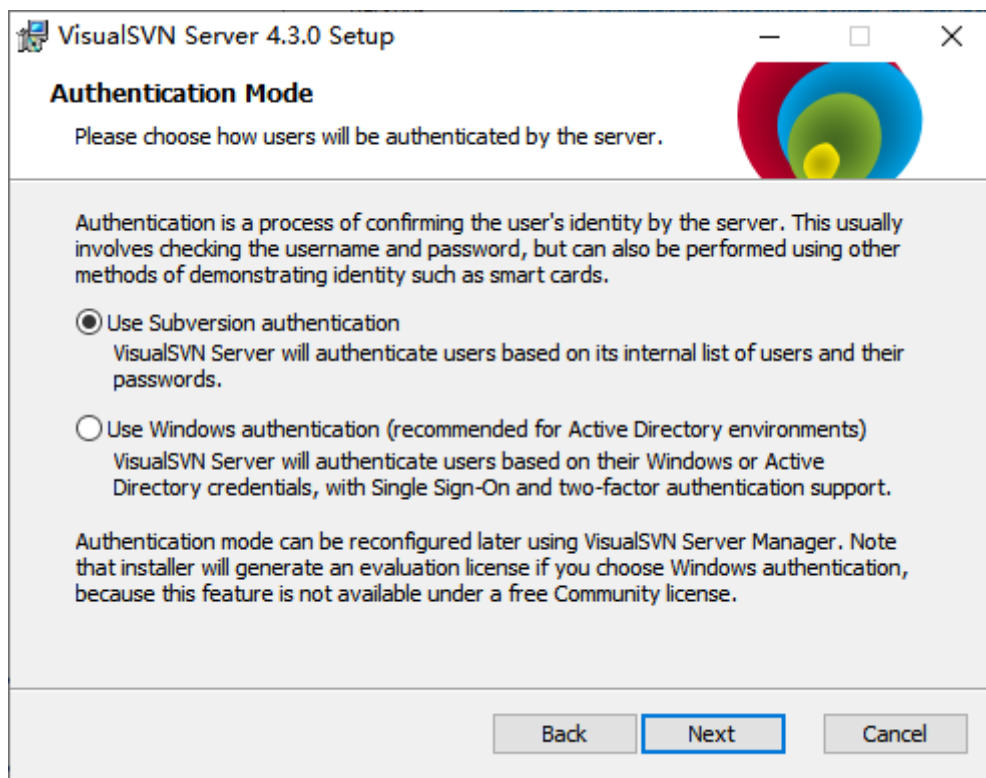 VisualSVN Server 4.3.0 Setup
Authentication Mode
Please choose how users will be authenticated by the server.
Authentication is a process of confirming the user's identity by the server. This usually
involves checking the username and password, but can also be performed using other
methods of demonstrating identity such as smart cards.
Use Subversion authentication
VisualSVN Server will authenticate users based on its internal list of users and their
passwords.
Use Windows authentication (recommended for Active Directory environments)
VisualSVN Server will authenticate users based on their Windows or Active
Directory credentials, with Single Sign-On and two-factor authentication support.
Authentication mode can be reconfigured later using VisualSVN Server Manager. Note
that installer will generate an evaluation license if you choose Windows authentication,
because this feature is not available under a free Community license.
Back Next Cancel